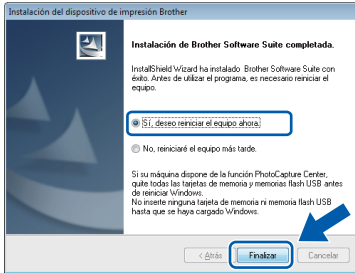 Instalación del dispositivo de impresión Brother
Instalación de Brother Software Suite completada.
InstallShield Wizard ha instalado Brother Software Suite con
éxito. Antes de utilizar el programa, es necesario reiniciar el
equipo.
Sí, deseo reiniciar el equipo ahora.
No, reiniciaré el equipo más tarde.
Si su máquina dispone de la función PhotoCapture Center,
quite todas las tarjetas de memoria y memorias flash USB antes
de reiniciar Windows.
No inserte ninguna tarjeta de memoria ni memoria flash USB
hasta que se haya cargado Windows.
< Atrás
Finalizar
Cancelar